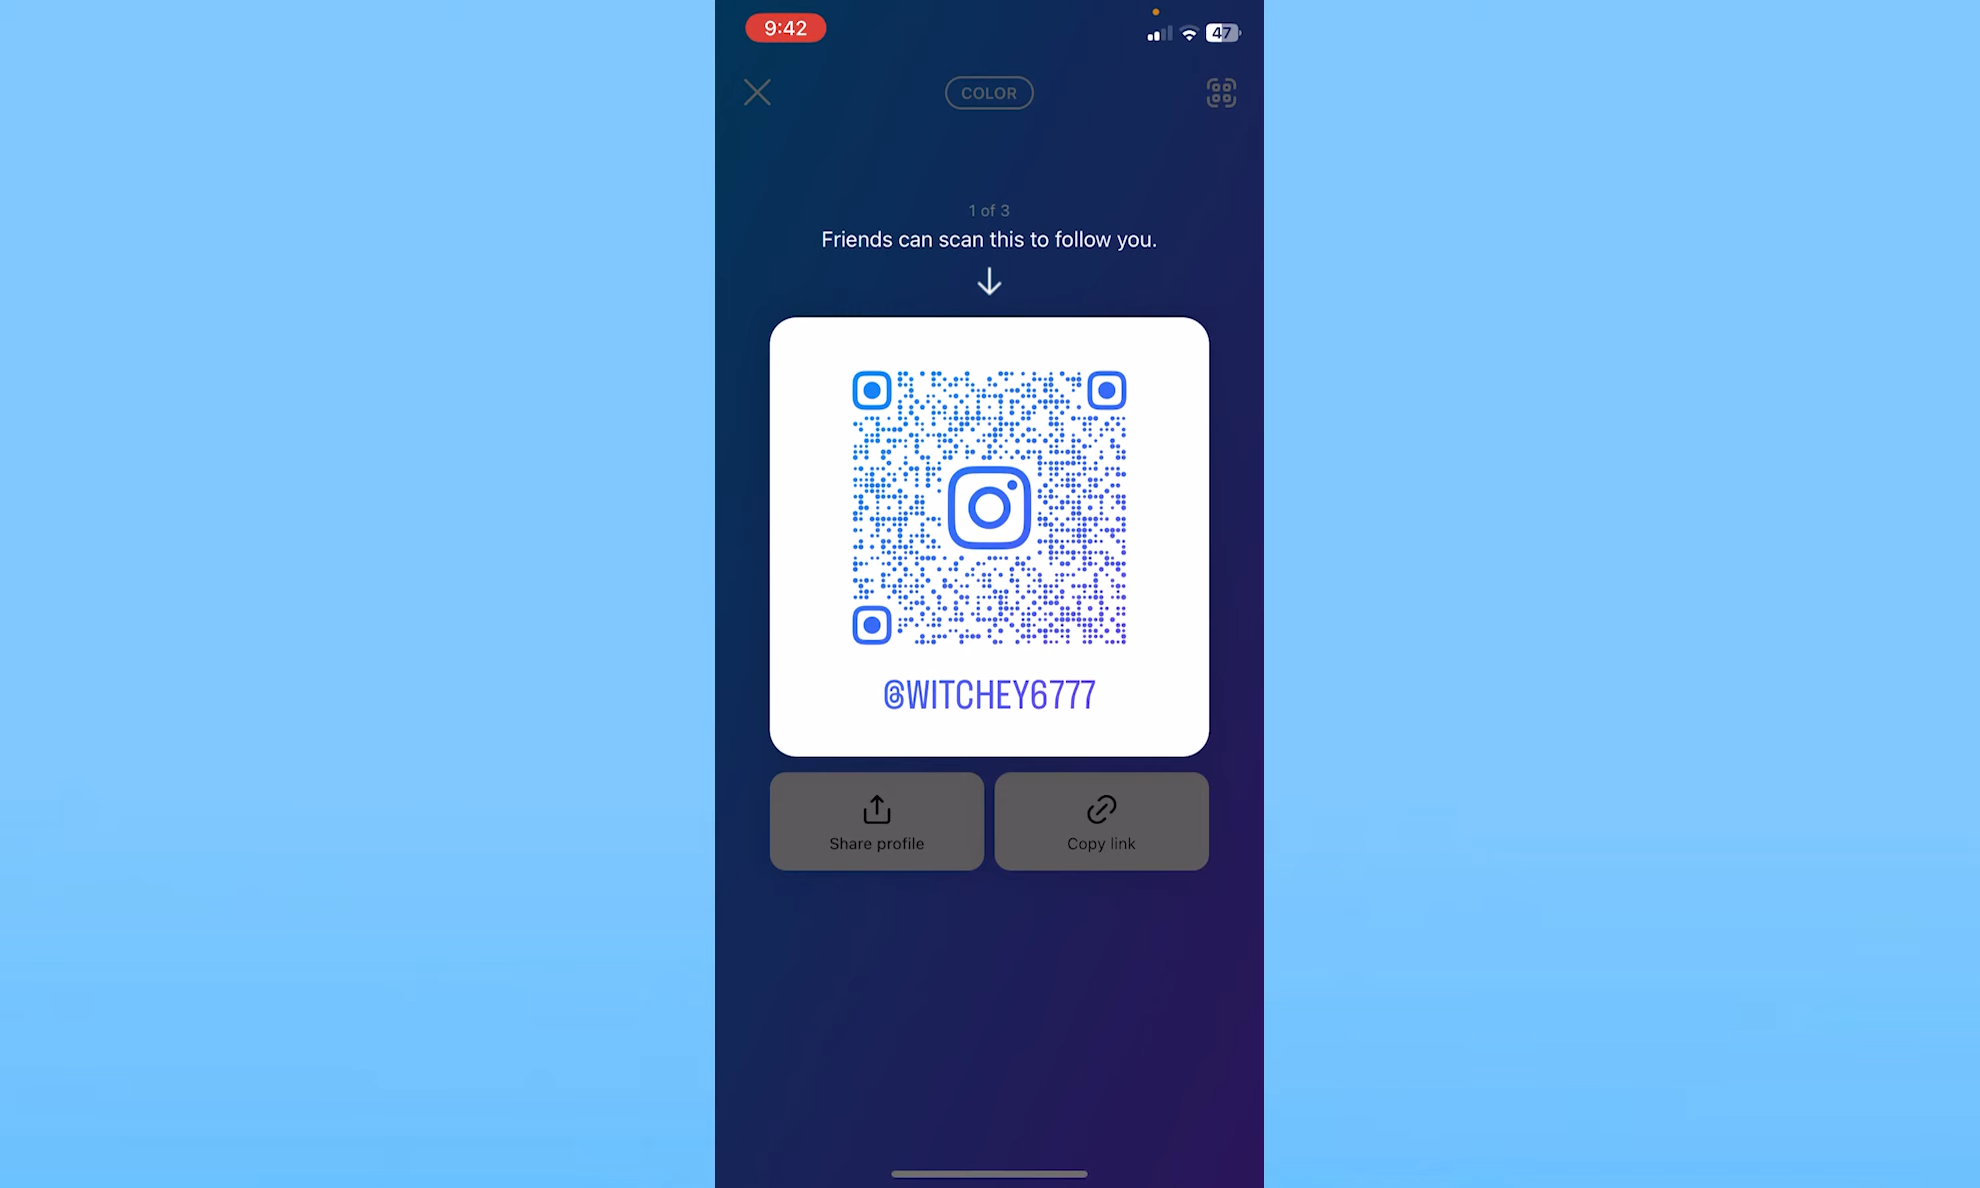 9:42
47
COLOR
1 of 3
Friends can scan this to follow you.
@WITCHEY6777
Share profile
Copy link